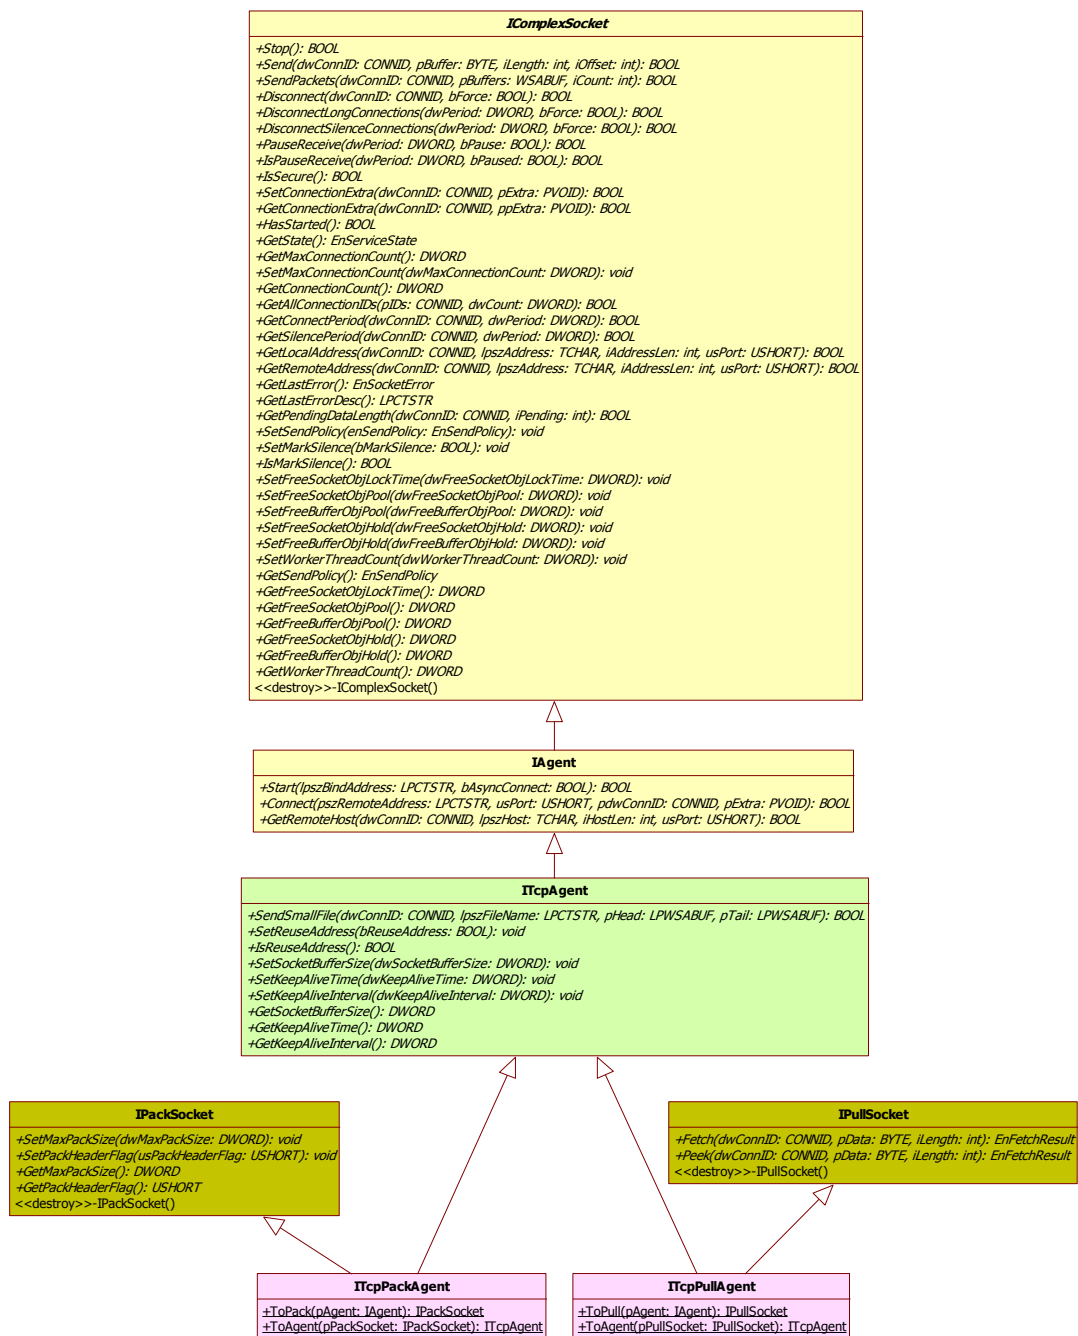 IComplexSocket
+Stop(): BOOL
+Send(dwConnID: CONNID, pBuffer: BYTE, iLength: int, iOffset: int): BOOL
+SendPackets(dwConnID: CONNID, pBuffers: WSABUF, iCount: int): BOOL
+Disconnect(dwConnID: CONNID, bForce: BOOL): BOOL
+DisconnectLongConnections(dwPeriod: DWORD, bForce: BOOL): BOOL
+DisconnectSilenceConnections(dwPeriod: DWORD, bForce: BOOL): BOOL
+PauseReceive(dwPeriod: DWORD, bPause: BOOL): BOOL
+IsPauseReceive(dwPeriod: DWORD, bPaused: BOOL): BOOL
+IsSecure(): BOOL
+SetConnectionExtra(dwConnID: CONNID, pExtra: PVOID): BOOL
+GetConnectionExtra(dwConnID: CONNID, ppExtra: PVOID): BOOL
+HasStarted(): BOOL
+GetState(): EnServiceState
+GetMaxConnectionCount(): DWORD
+SetMaxConnectionCount(dwMaxConnectionCount: DWORD): void
+GetConnectionCount(): DWORD
+GetAllConnectionIDs(pIDs: CONNID, dwCount: DWORD): BOOL
+GetConnectPeriod(dwConnID: CONNID, dwPeriod: DWORD): BOOL
+GetSilencePeriod(dwConnID: CONNID, dwPeriod: DWORD): BOOL
+GetLocalAddress(dwConnID: CONNID, lpszAddress: TCHAR, iAddressLen: int, usPort: USHORT): BOOL
+GetRemoteAddress(dwConnID: CONNID, lpszAddress: TCHAR, iAddressLen: int, usPort: USHORT): BOOL
+GetLastError(): EnSocketError
+GetLastErrorDesc(): LPCTSTR
+GetPendingDataLength(dwConnID: CONNID, iPending: int): BOOL
+SetSendPolicy(enSendPolicy: EnSendPolicy): void
+SetMarkSilence(bMarkSilence: BOOL): void
+IsMarkSilence(): BOOL
+SetFreeSocketObjLockTime(dwFreeSocketObjLockTime: DWORD): void
+SetFreeSocketObjPool(dwFreeSocketObjPool: DWORD): void
+SetFreeBufferObjPool(dwFreeBufferObjPool: DWORD): void
+SetFreeSocketObjHold(dwFreeSocketObjHold: DWORD): void
+SetFreeBufferObjHold(dwFreeBufferObjHold: DWORD): void
+SetWorkerThreadCount(dwWorkerThreadCount: DWORD): void
+GetSendPolicy(): EnSendPolicy
+GetFreeSocketObjLockTime(): DWORD
+GetFreeSocketObjPool(): DWORD
+GetFreeBufferObjPool(): DWORD
+GetFreeSocketObjHold(): DWORD
+GetFreeBufferObjHold(): DWORD
+GetWorkerThreadCount(): DWORD
<<destroy>>-IComplexSocket()
IAgent
+Start(lpszBindAddress: LPCTSTR, bAsyncConnect: BOOL): BOOL
+Connect(pszRemoteAddress: LPCTSTR, usPort: USHORT, pdwConnID: CONNID, pExtra: PVOID): BOOL
+GetRemoteHost(dwConnID: CONNID, lpszHost: TCHAR, iHostLen: int, usPort: USHORT): BOOL
ITcpAgent
+SendSmallFile(dwConnID: CONNID, lpszFileName: LPCTSTR, pHead: LPWSABUF, pTail: LPWSABUF): BOOL
+SetReuseAddress(bReuseAddress: BOOL): void
+IsReuseAddress(): BOOL
+SetSocketBufferSize(dwSocketBufferSize: DWORD): void
+SetKeepAliveTime(dwKeepAliveTime: DWORD): void
+SetKeepAliveInterval(dwKeepAliveInterval: DWORD): void
+GetSocketBufferSize(): DWORD
+GetKeepAliveTime(): DWORD
+GetKeepAliveInterval(): DWORD
IPackSocket
+SetMaxPackSize(dwMaxPackSize: DWORD): void
+SetPackHeaderFlag(usPackHeaderFlag: USHORT): void
+GetMaxPackSize(): DWORD
+GetPackHeaderFlag(): USHORT
<<destroy>>-IPackSocket()
IPullSocket
+Fetch(dwConnID: CONNID, pData: BYTE, iLength: int): EnFetchResult
+Peek(dwConnID: CONNID, pData: BYTE, iLength: int): EnFetchResult
<<destroy>>-IPullSocket()
ITcpPackAgent
+ToPack(pAgent: IAgent): IPackSocket
+ToAgent(pPackSocket: IPackSocket): ITcpAgent
ITcpPullAgent
+ToPull(pAgent: IAgent): IPullSocket
+ToAgent(pPullSocket: IPullSocket): ITcpAgent